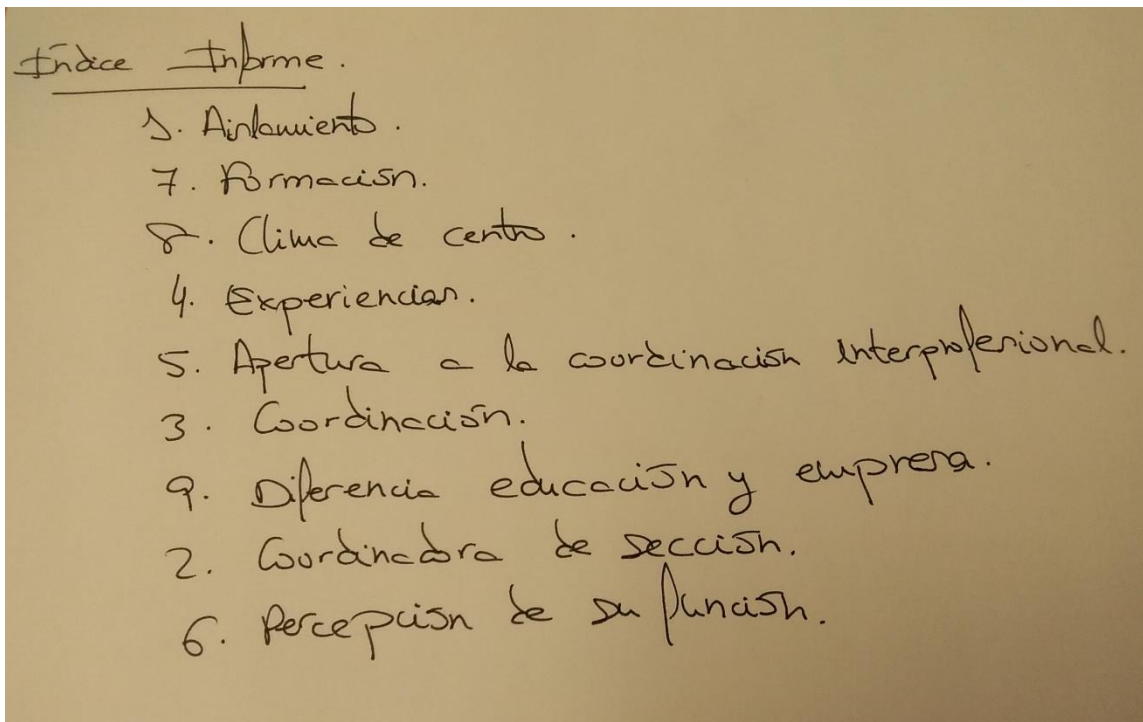 Índice Informe.
1. Aislamiento.
7. Formación.
8. Clima de centro.
4. Experiencias.
5. Apertura a la coordinación interprofesional.
3. Coordinación.
9. Diferencia educación y empresa.
2. Coordinadora de sección.
6. Percepción de su función.